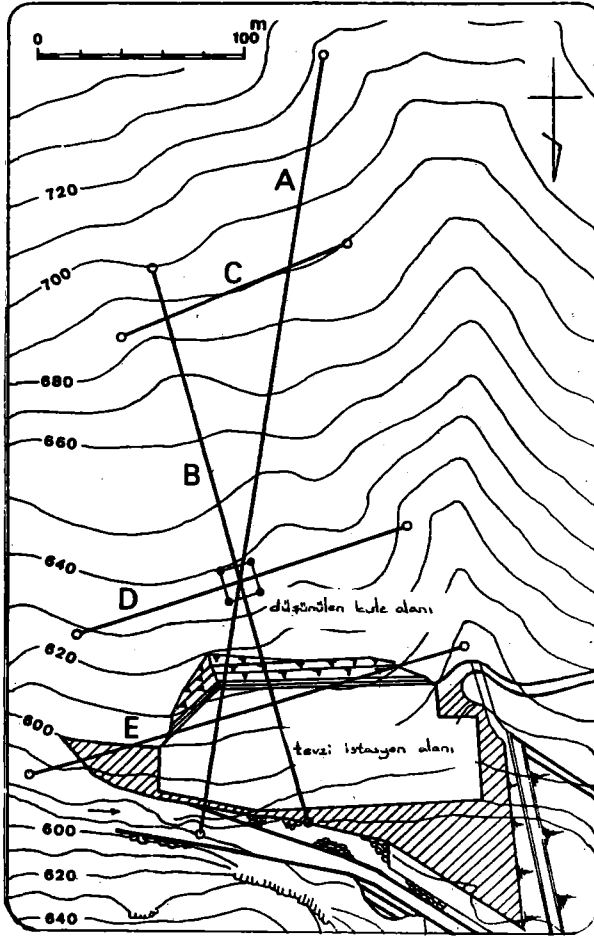 m
0 100
A
720
C
700
680
B
660
640
D
düşünülen kule alanı
620
E
600
tevzi istasyon alanı
600
620
640